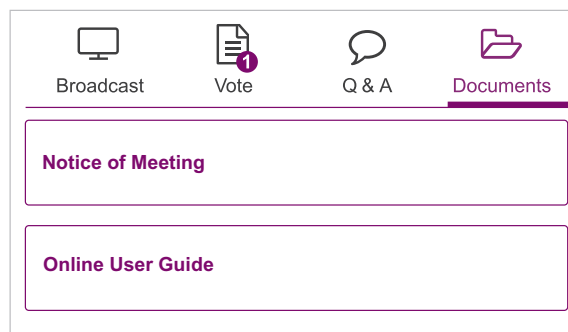 1
Broadcast Vote Q & A Documents
Notice of Meeting
Online User Guide